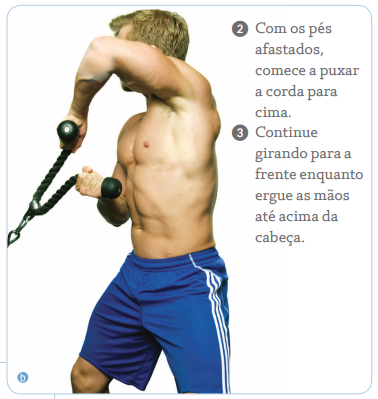 2 Com os pés
afastados,
comece a puxar
a corda para
cima.
3 Continue
girando para a
frente enquanto
ergue as mãos
até acima da
cabeça.
b